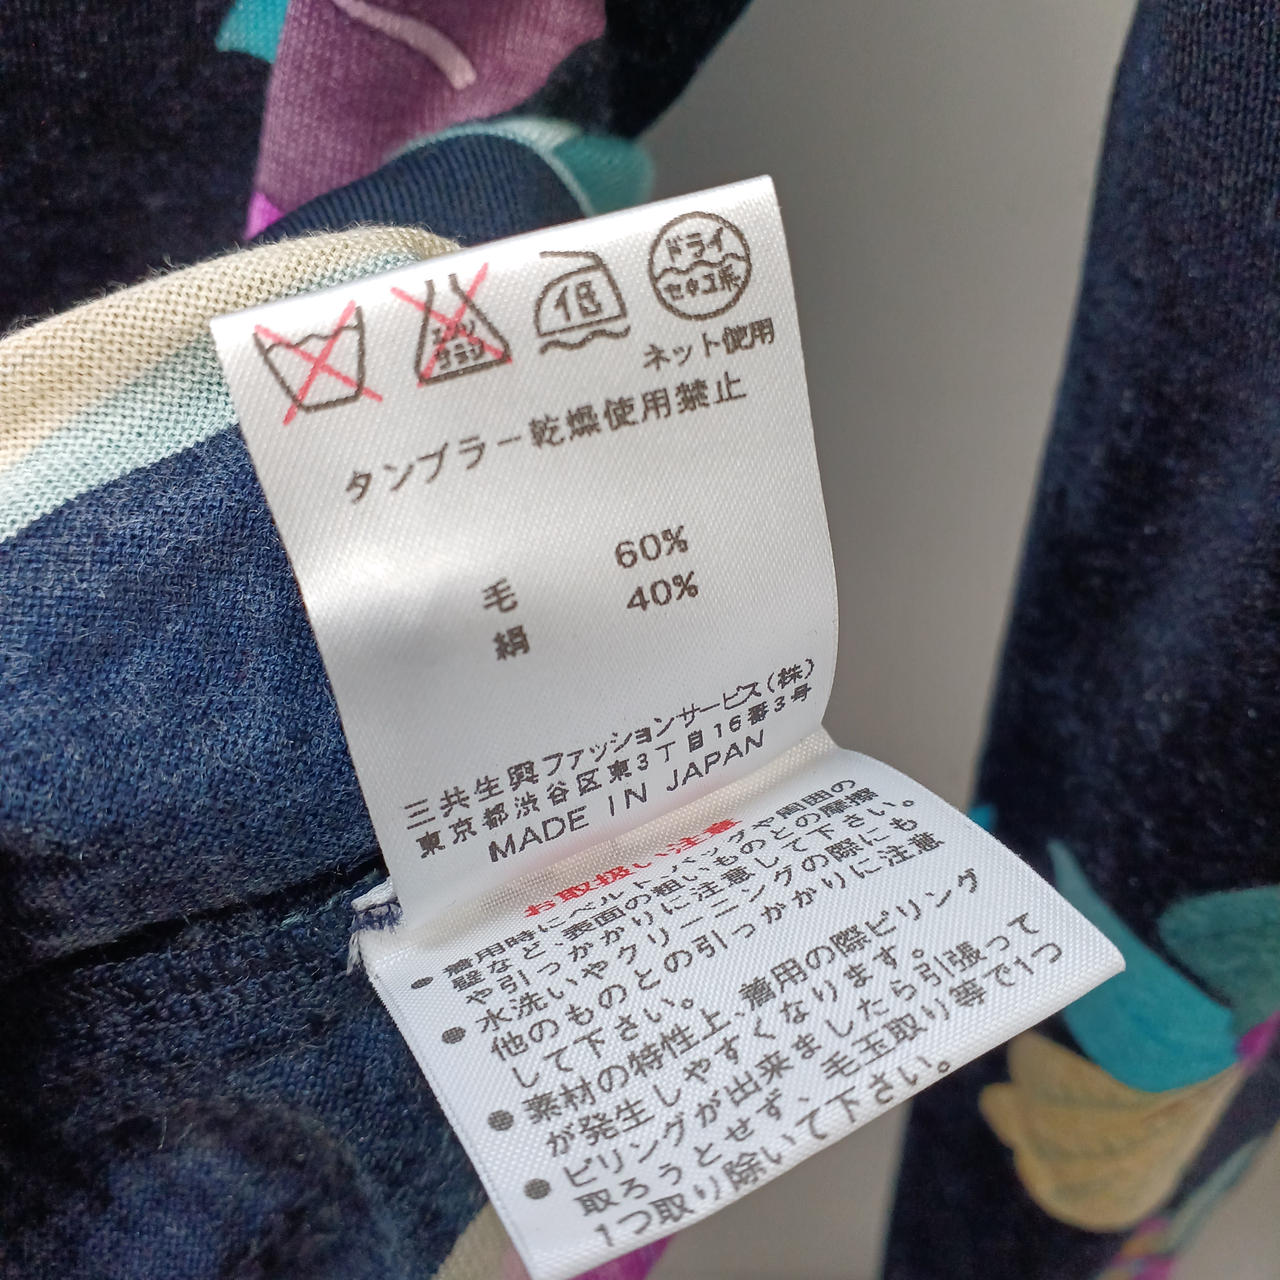 エンソ
サラシ
低
ドライ
セキユ系
ネット使用
タンブラー乾燥使用禁止
毛 60%
絹 40%
三共生興ファッションサービス(株)
東京都渋谷区東3丁目16番3号
MADE IN JAPAN
お取扱い注意
● 着用時にベルト、バッグや周囲の
壁など、表面の粗いものとの摩擦
や引っかかりに注意して下さい。
● 水洗いやクリーニングの際にも
他のものとの引っかかりに注意
して下さい。
● 素材の特性上、着用の際ピリング
が発生しやすくなります。
● ピリングが出来ましたら引張って
取ろうとせず、毛玉取り等で1つ
1つ取り除いて下さい。